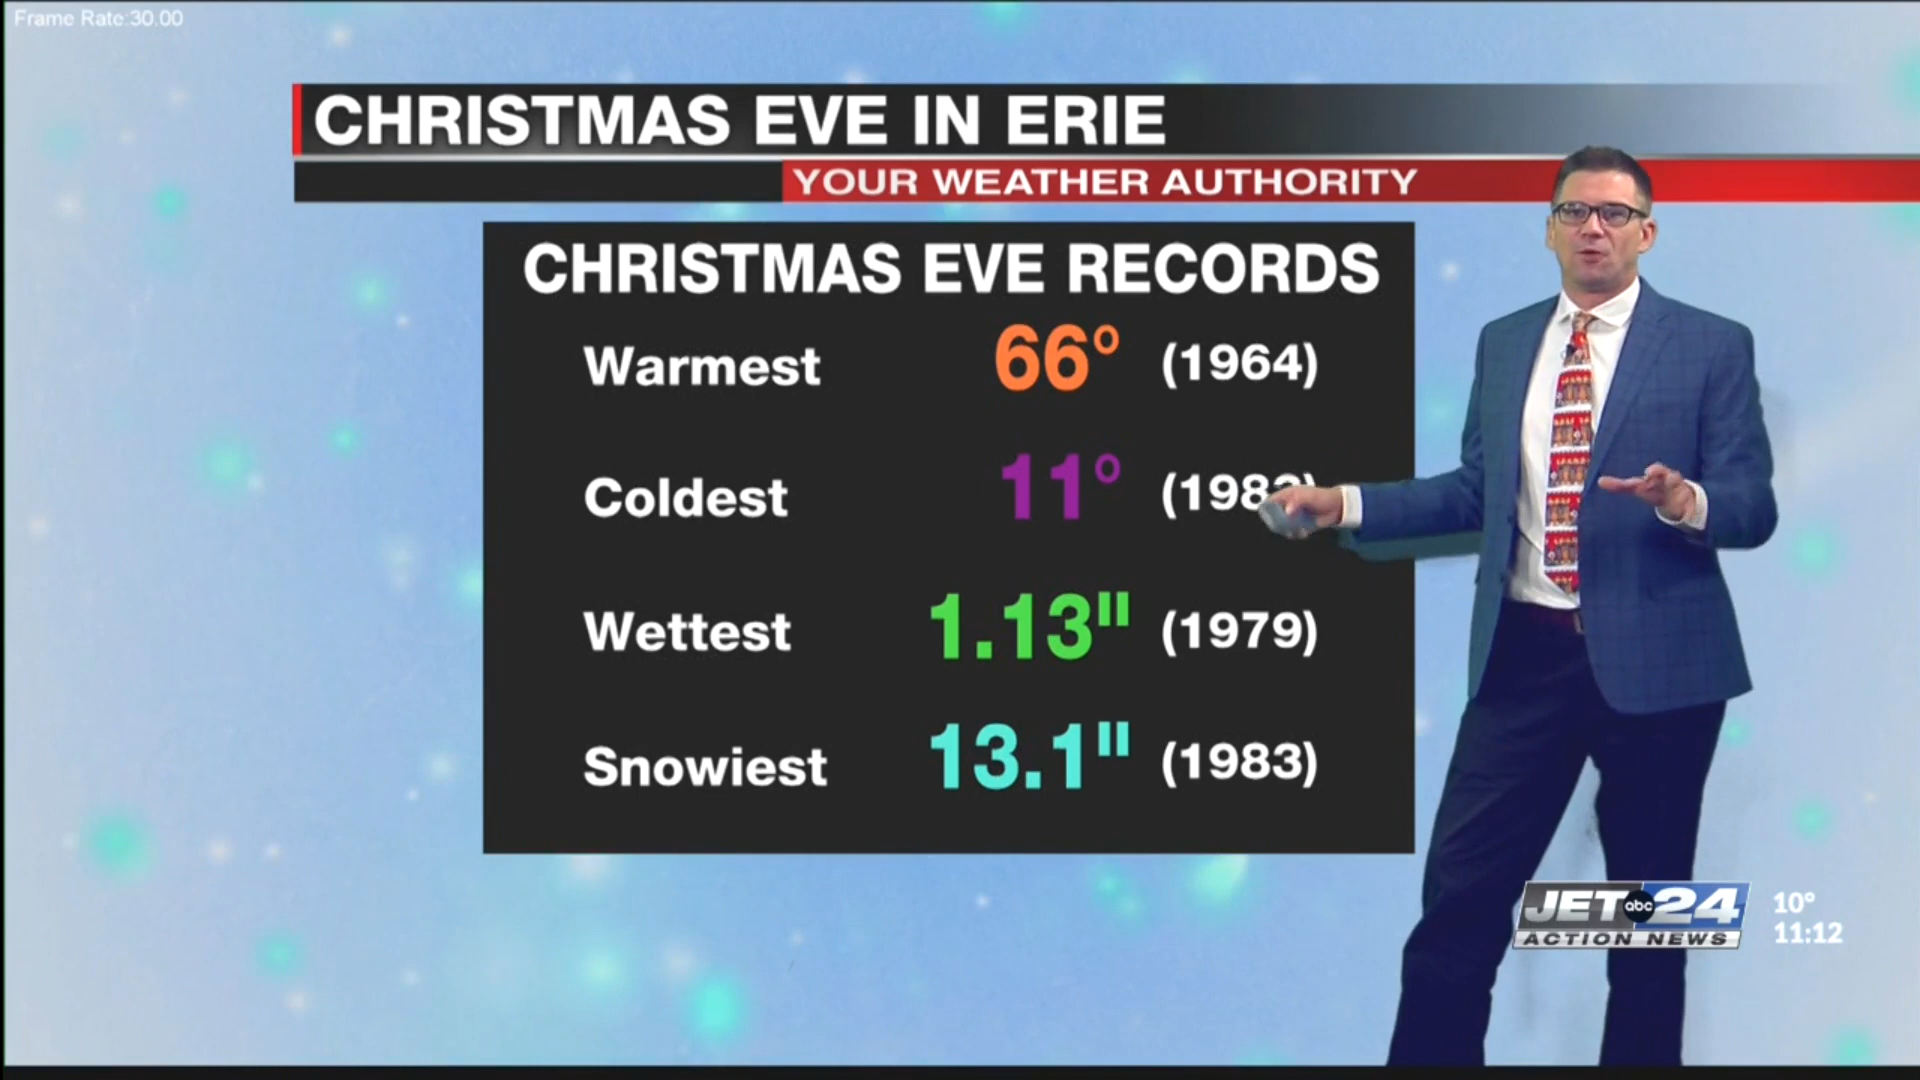 Frame Rate:30.00
CHRISTMAS EVE IN ERIE
YOUR WEATHER AUTHORITY
CHRISTMAS EVE RECORDS
Warmest 66° (1964)
Coldest 11°
Wettest 1.13" (1979)
Snowiest 13.1" (1983)
JET abc 24
ACTION NEWS
10°
11:12